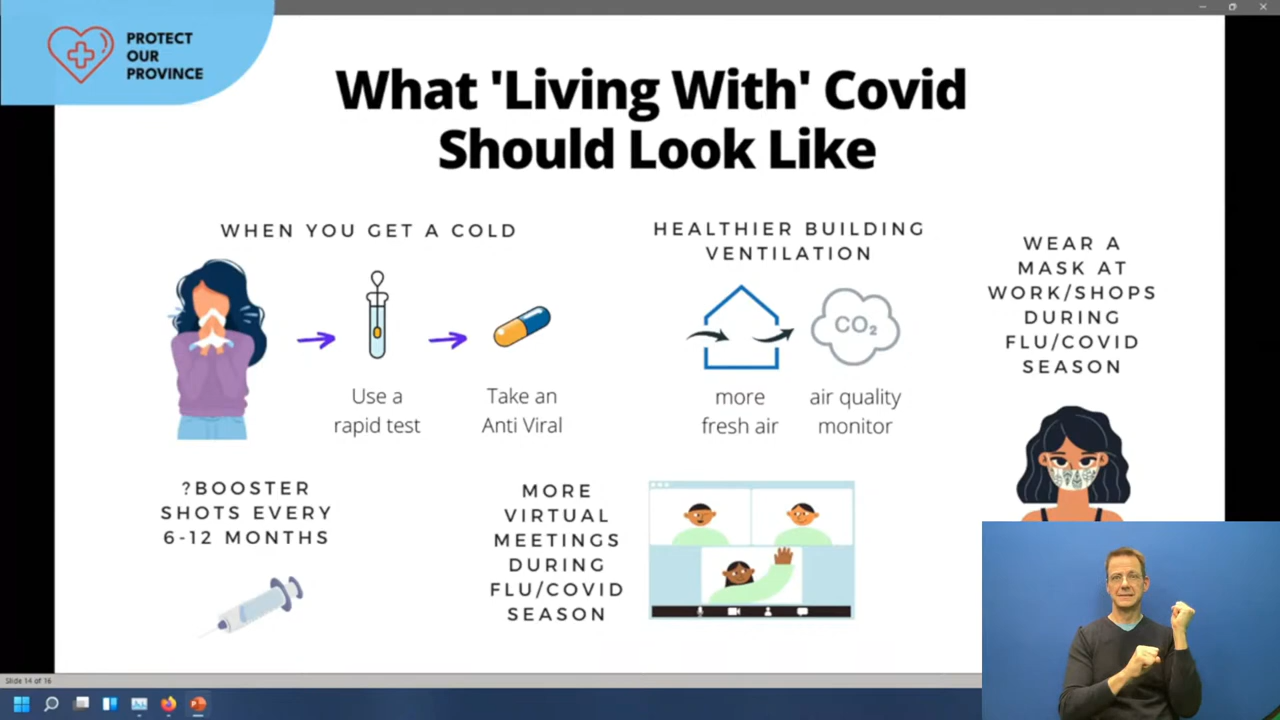 PROTECT
OUR
PROVINCE
What 'Living With' Covid
Should Look Like
WHEN YOU GET A COLD
Use a
rapid test
Take an
Anti Viral
HEALTHIER BUILDING
VENTILATION
CO₂
more
fresh air
air quality
monitor
WEAR A
MASK AT
WORK/SHOPS
DURING
FLU/COVID
SEASON
?BOOSTER
SHOTS EVERY
6-12 MONTHS
MORE
VIRTUAL
MEETINGS
DURING
FLU/COVID
SEASON
Slide 14 of 16